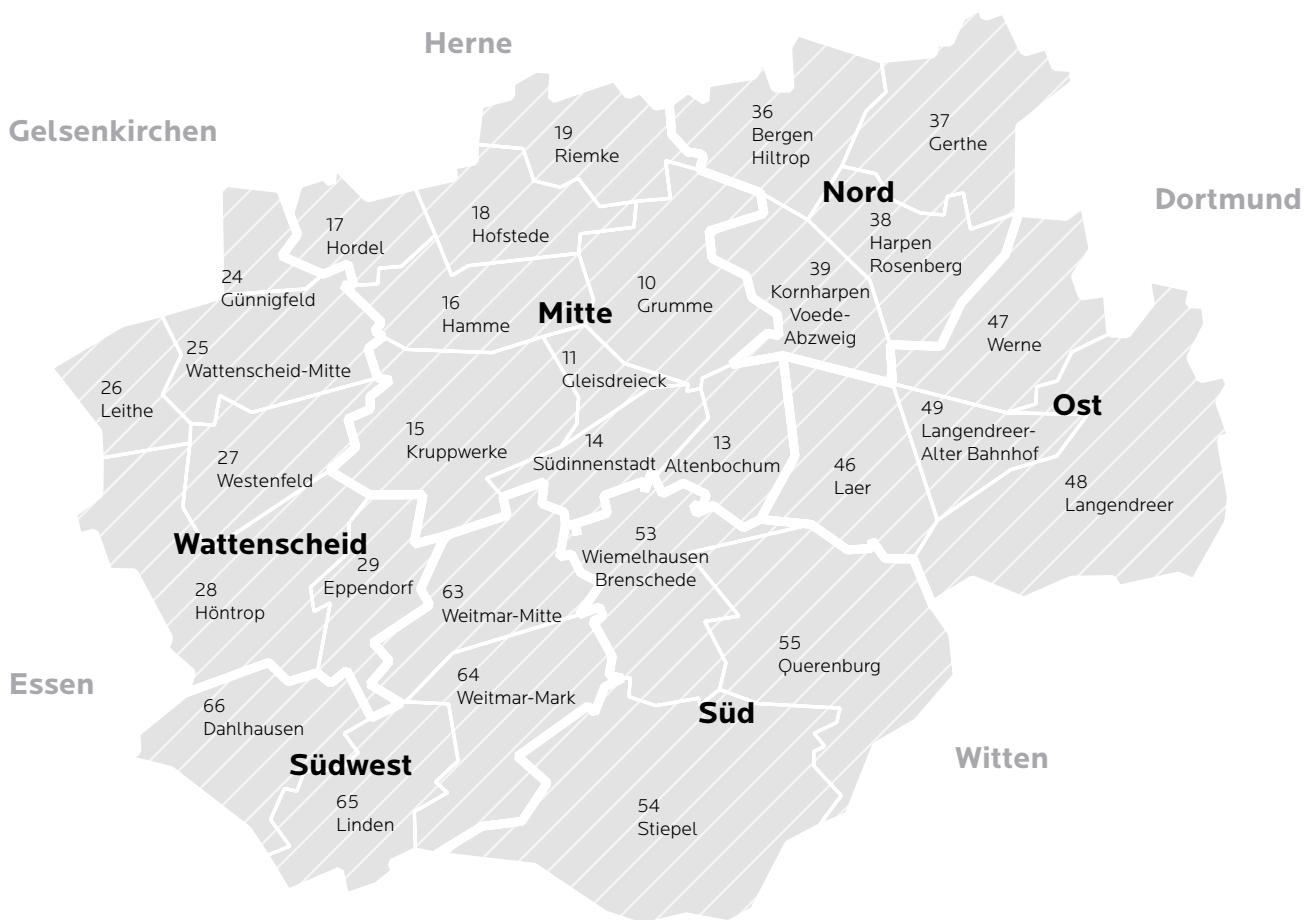 Herne
Gelsenkirchen
Dortmund
Essen
Witten
Mitte
10
Grumme
11
Gleisdreieck
13
Altenbochum
14
Südinnenstadt
15
Kruppwerke
16
Hamme
17
Hordel
18
Hofstede
19
Riemke
Wattenscheid
24
Günnigfeld
25
Wattenscheid-Mitte
26
Leithe
27
Westenfeld
28
Höntrop
29
Eppendorf
Nord
36
Bergen
Hiltrop
37
Gerthe
38
Harpen
Rosenberg
39
Kornharpen
Voede-
Abzweig
Ost
46
Laer
47
Werne
48
Langendreer
49
Langendreer-
Alter Bahnhof
Süd
53
Wiemelhausen
Brenschede
54
Stiepel
55
Querenburg
Südwest
63
Weitmar-Mitte
64
Weitmar-Mark
65
Linden
66
Dahlhausen